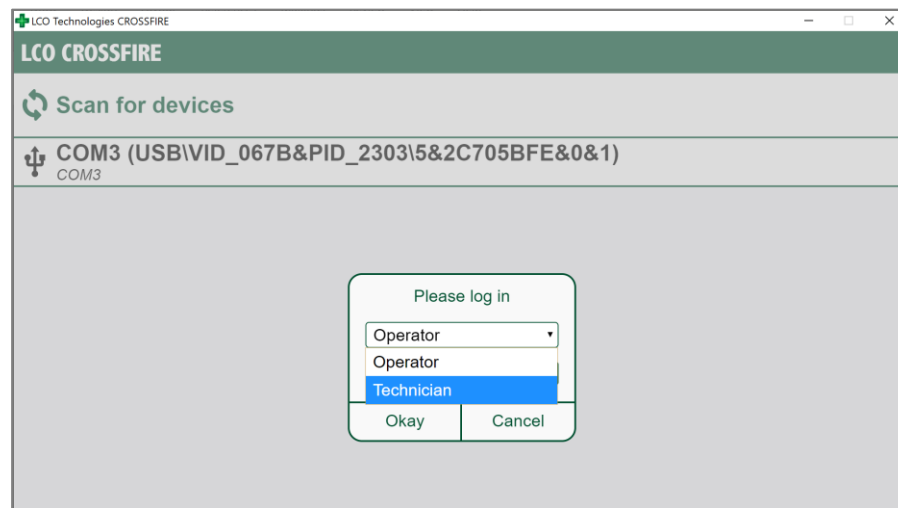 LCO Technologies CROSSFIRE
LCO CROSSFIRE
Scan for devices
COM3 (USB\VID_067B&PID_2303\5&2C705BFE&0&1)
COM3
Please log in
Operator
Operator
Technician
Okay Cancel